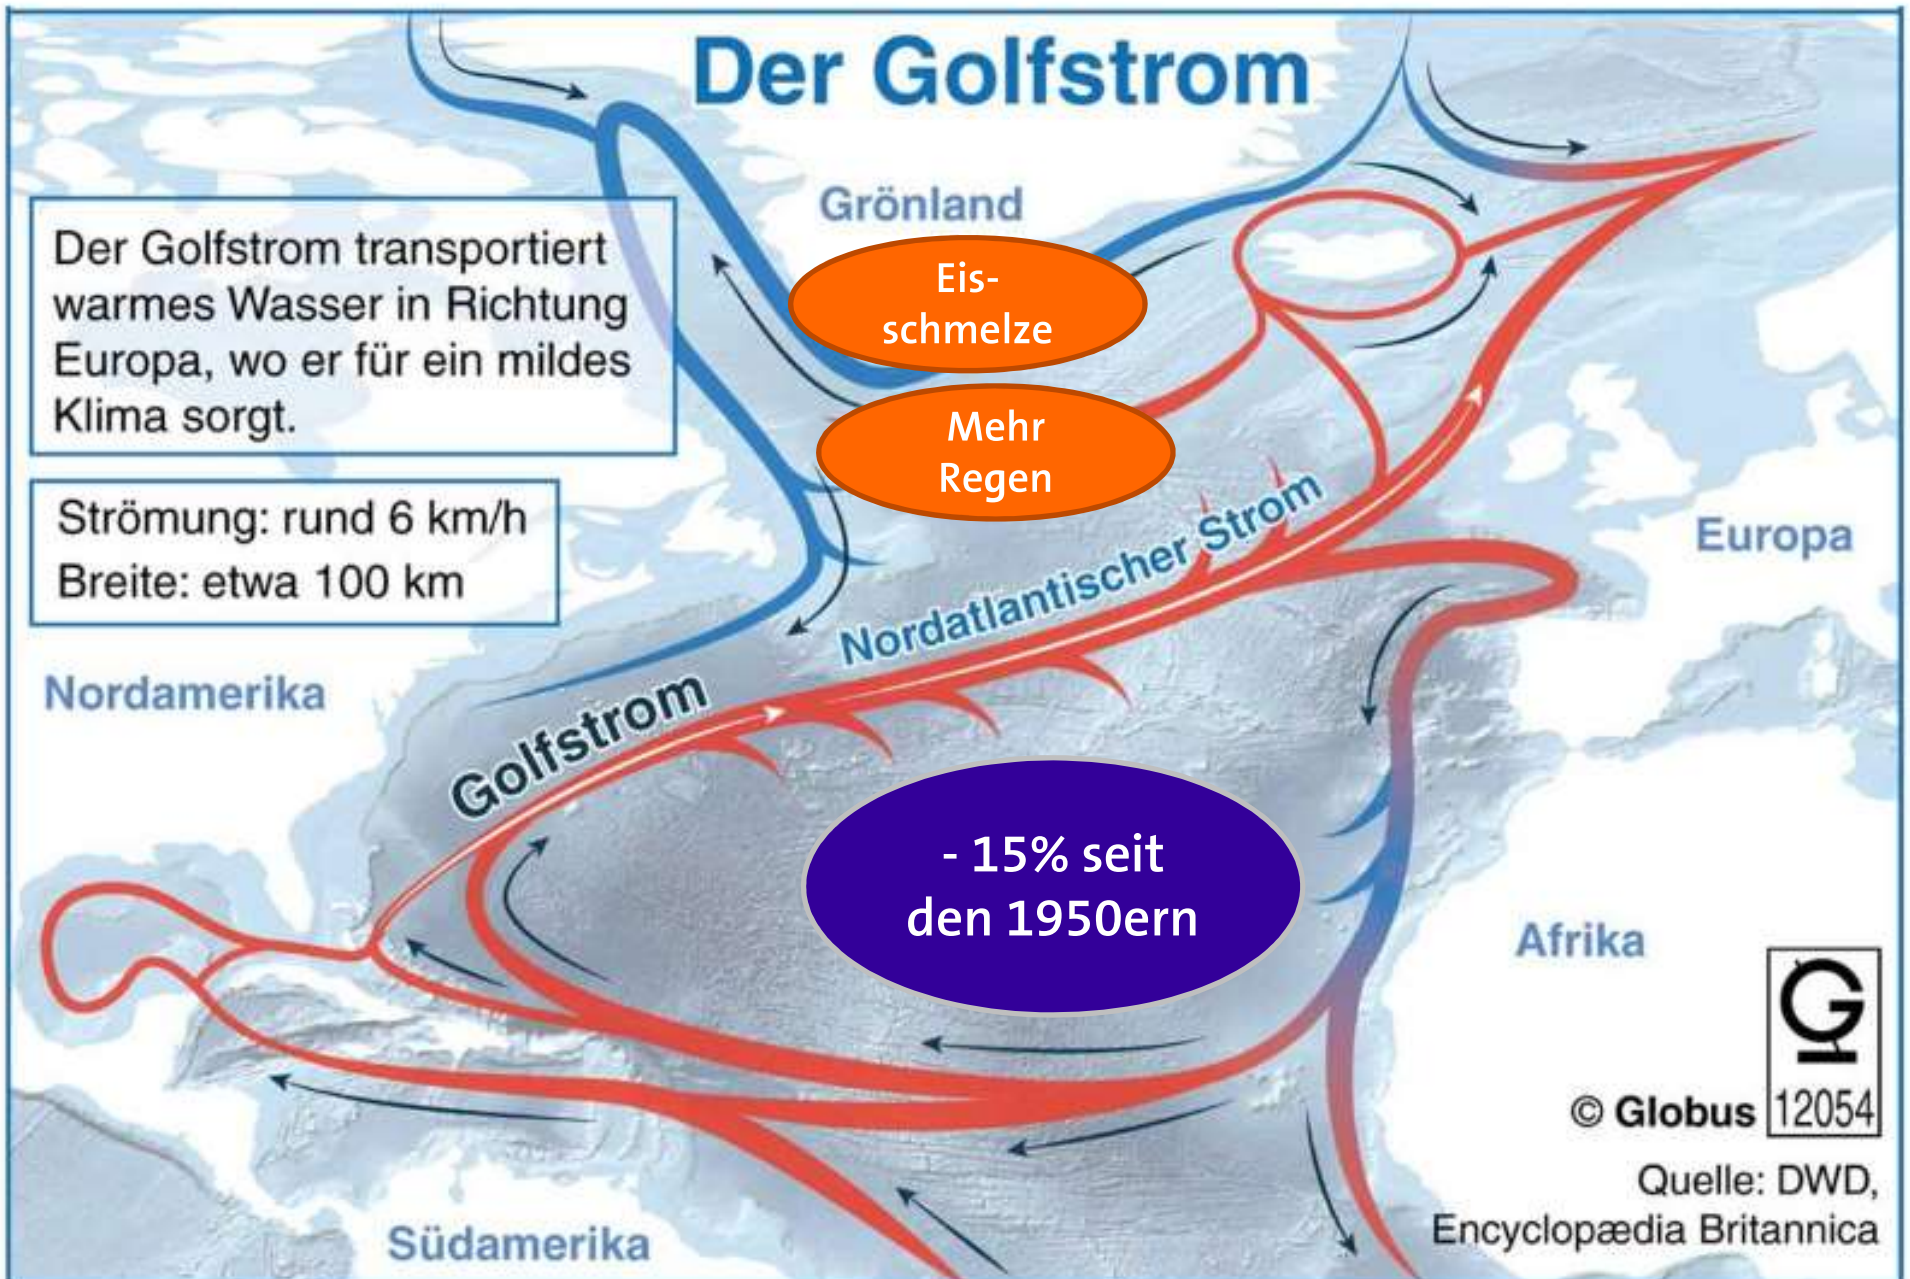 Der Golfstrom
Grönland
Der Golfstrom transportiert
warmes Wasser in Richtung
Europa, wo er für ein mildes
Klima sorgt.
Eis-
schmelze
Mehr
Regen
Strömung: rund 6 km/h
Breite: etwa 100 km
Europa
Nordatlantischer Strom
Nordamerika
Golfstrom
- 15% seit
den 1950ern
Afrika
G
© Globus 12054
Quelle: DWD,
Encyclopædia Britannica
Südamerika